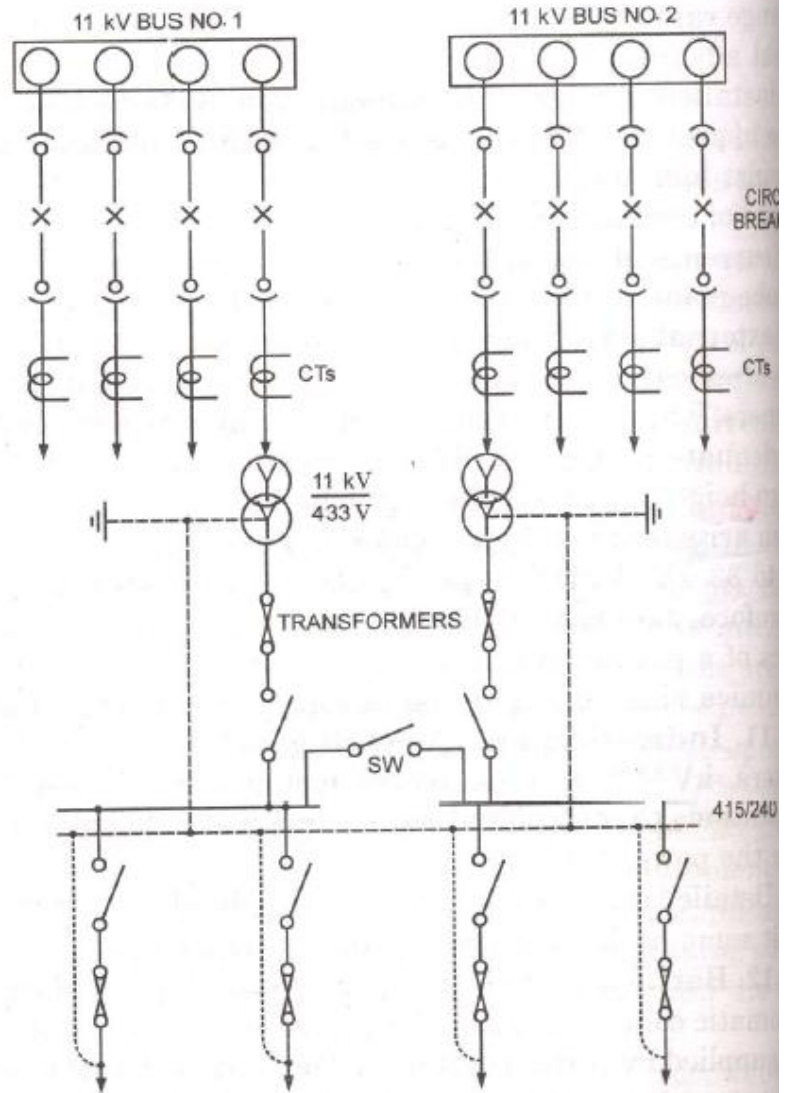 11 kV BUS NO. 1
11 kV BUS NO. 2
CIRC
BREA
CTs
CTs
11 kV
433 V
TRANSFORMERS
SW
415/240